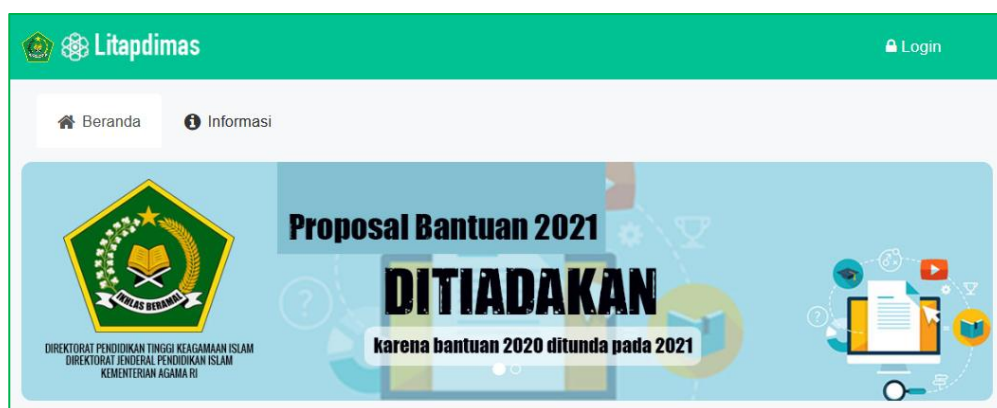 Litapdimas
Login
Beranda
Informasi
Proposal Bantuan 2021
DITIADAKAN
karena bantuan 2020 ditunda pada 2021
IKHLAS BERAMAL
DIREKTORAT PENDIDIKAN TINGGI KEAGAMAAN ISLAM
DIREKTORAT JENDERAL PENDIDIKAN ISLAM
KEMENTERIAN AGAMA RI